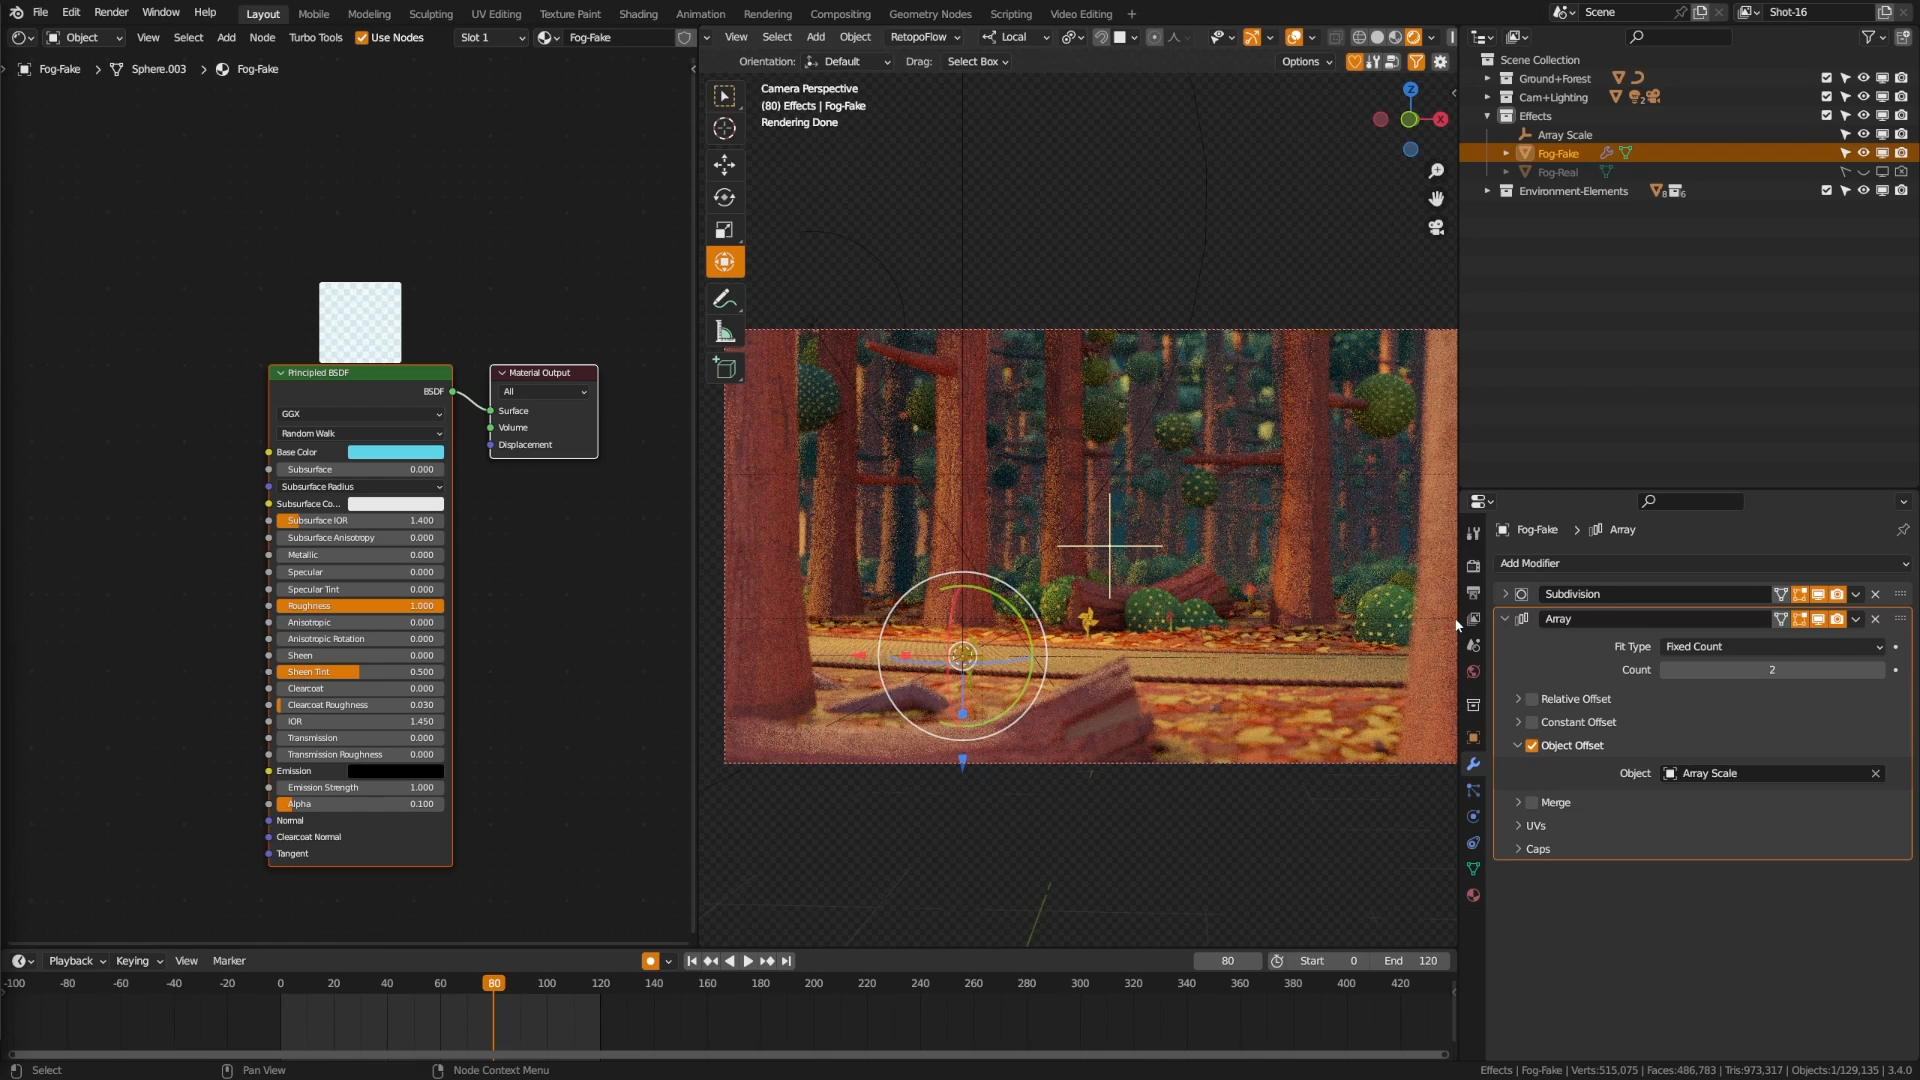 File Edit Render Window Help Layout Mobile Modeling Sculpting UV Editing Texture Paint Shading Animation Rendering Compositing Geometry Nodes Scripting Video Editing + Scene Shot-16
Object View Select Add Node Turbo Tools Use Nodes Slot 1 Fog-Fake View Select Add Object RetopoFlow Local
Orientation: Default Drag: Select Box Options
Fog-Fake > Sphere.003 > Fog-Fake
Camera Perspective
(80) Effects | Fog-Fake
Rendering Done
Z
X
Scene Collection
Ground+Forest
Cam+Lighting 2
Effects
Array Scale
Fog-Fake
Fog-Real
Environment-Elements 8 6
Principled BSDF
BSDF
GGX
Random Walk
Base Color
Subsurface 0.000
Subsurface Radius
Subsurface Co...
Subsurface IOR 1.400
Subsurface Anisotropy 0.000
Metallic 0.000
Specular 0.000
Specular Tint 0.000
Roughness 1.000
Anisotropic 0.000
Anisotropic Rotation 0.000
Sheen 0.000
Sheen Tint 0.500
Clearcoat 0.000
Clearcoat Roughness 0.030
IOR 1.450
Transmission 0.000
Transmission Roughness 0.000
Emission
Emission Strength 1.000
Alpha 0.100
Normal
Clearcoat Normal
Tangent
Material Output
All
Surface
Volume
Displacement
Fog-Fake > Array
Add Modifier
Subdivision
Array
Fit Type Fixed Count
Count 2
Relative Offset
Constant Offset
Object Offset
Object Array Scale
Merge
UVs
Caps
Playback Keying View Marker 80 Start 0 End 120
-100 -80 -60 -40 -20 0 20 40 60 80 100 120 140 160 180 200 220 240 260 280 300 320 340 360 380 400 420
Select Pan View Node Context Menu Effects | Fog-Fake | Verts:515,075 | Faces:486,783 | Tris:973,317 | Objects:1/129,135 | 3.4.0